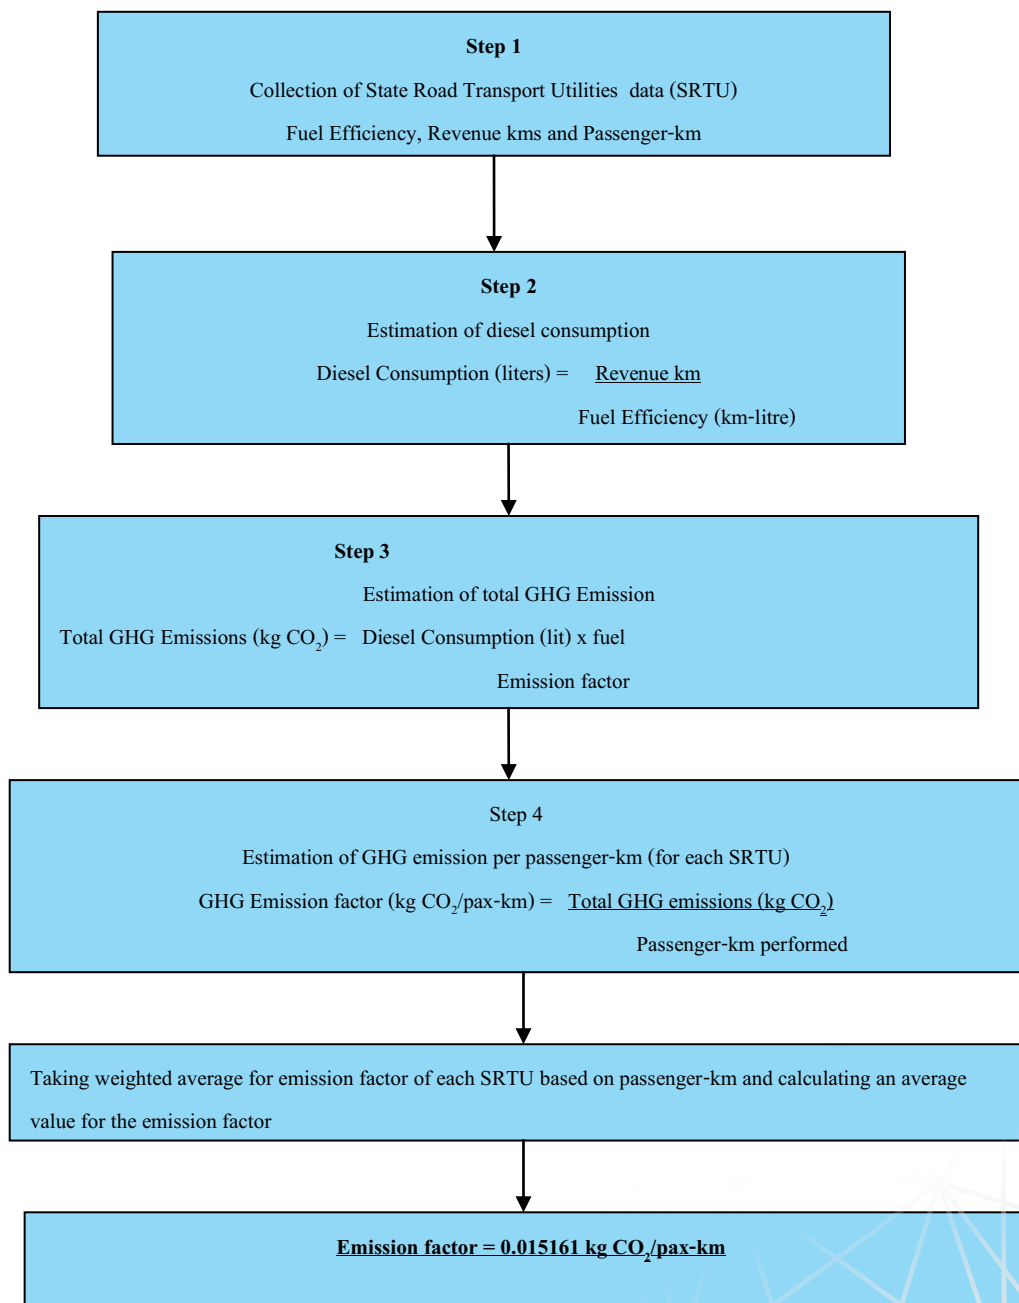 Step 1
Collection of State Road Transport Utilities data (SRTU)
Fuel Efficiency, Revenue kms and Passenger-km
Step 2
Estimation of diesel consumption
Diesel Consumption (liters) = Revenue km
Fuel Efficiency (km-litre)
Step 3
Estimation of total GHG Emission
Total GHG Emissions (kg CO₂) = Diesel Consumption (lit) x fuel
Emission factor
Step 4
Estimation of GHG emission per passenger-km (for each SRTU)
GHG Emission factor (kg CO₂/pax-km) = Total GHG emissions (kg CO₂)
Passenger-km performed
Taking weighted average for emission factor of each SRTU based on passenger-km and calculating an average
value for the emission factor
Emission factor = 0.015161 kg CO₂/pax-km